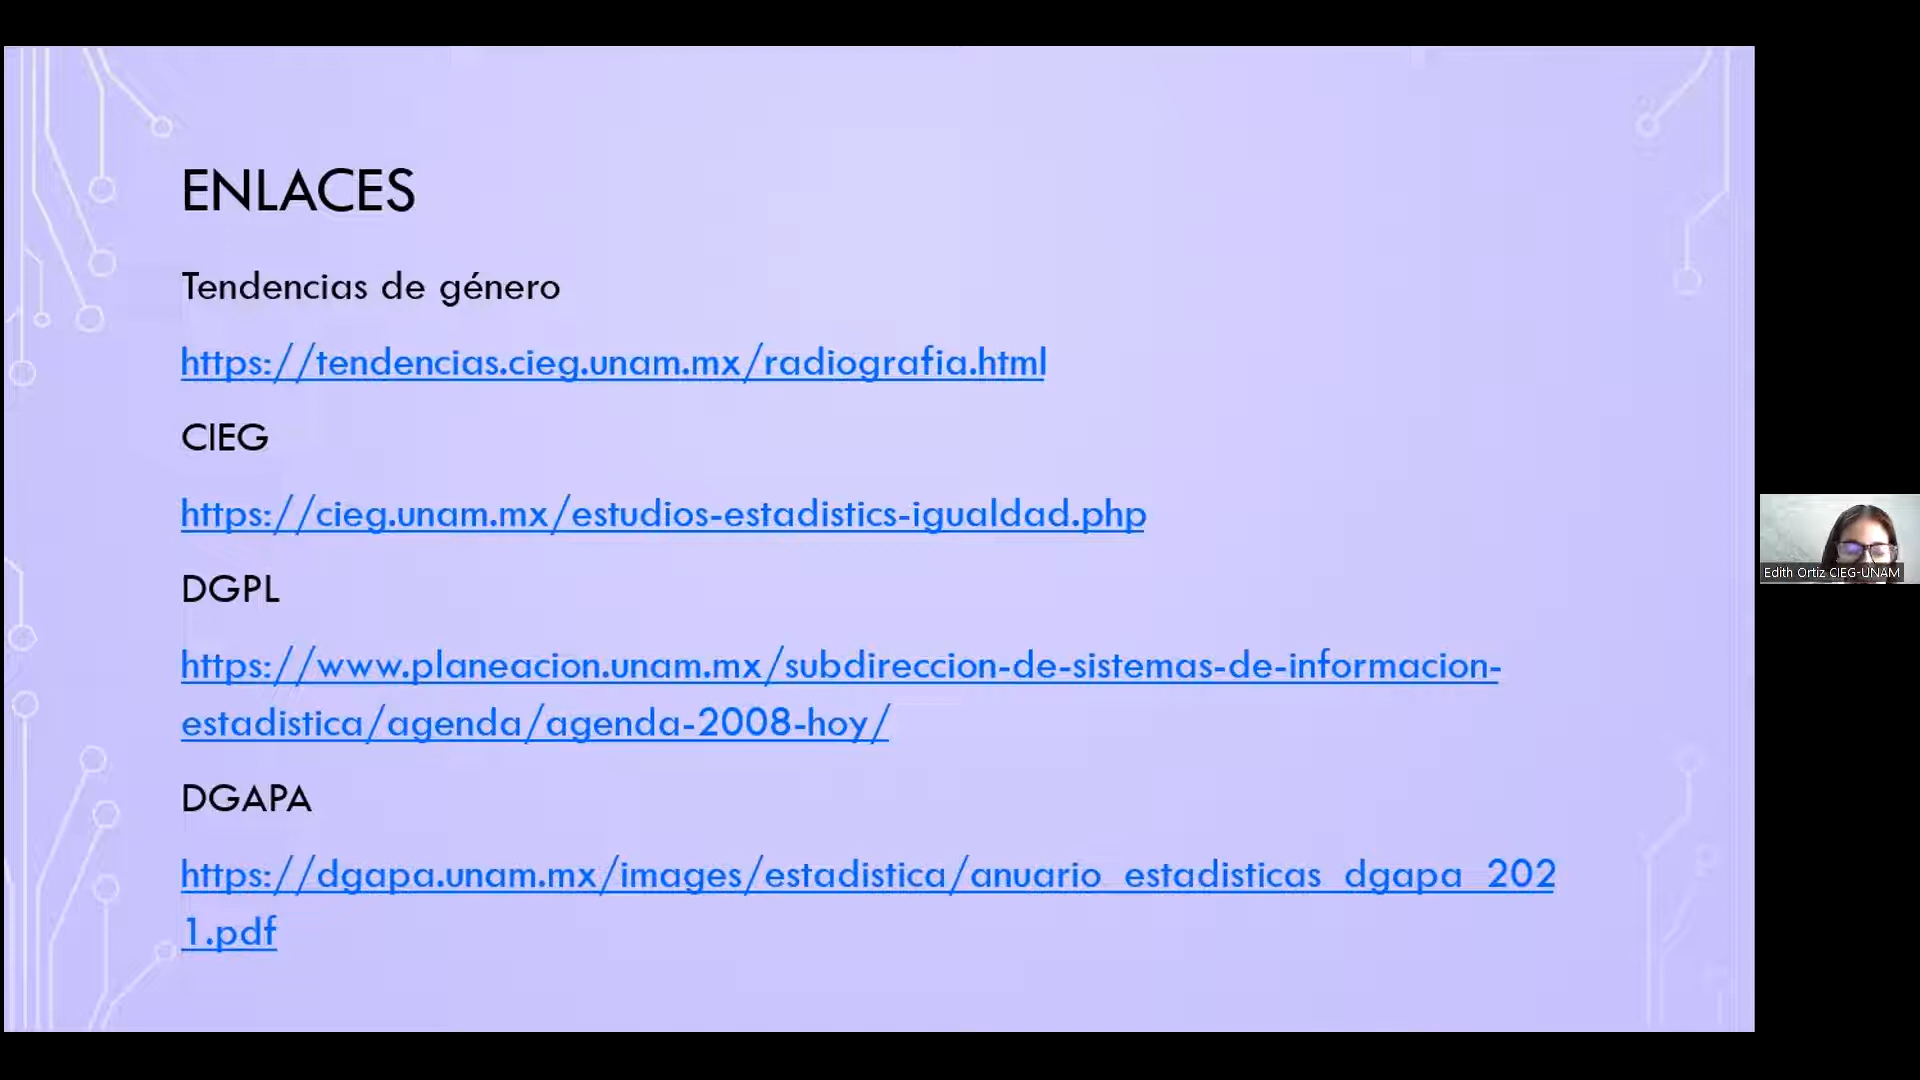 ENLACES
Tendencias de género
https://tendencias.cieg.unam.mx/radiografia.html
CIEG
https://cieg.unam.mx/estudios-estadistics-igualdad.php
DGPL
https://www.planeacion.unam.mx/subdireccion-de-sistemas-de-informacion-
estadistica/agenda/agenda-2008-hoy/
DGAPA
https://dgapa.unam.mx/images/estadistica/anuario_estadisticas_dgapa_202
1.pdf
Edith Ortiz CIEG-UNAM